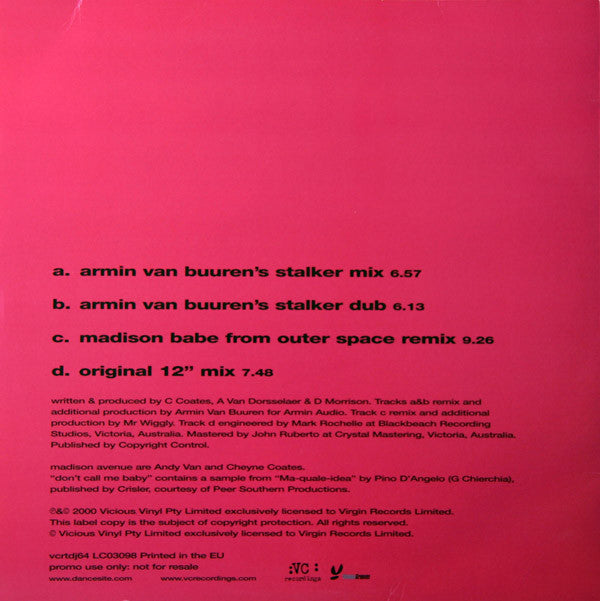 a. armin van buuren's stalker mix 6.57
b. armin van buuren's stalker dub 6.13
c. madison babe from outer space remix 9.26
d. original 12” mix 7.48
written & produced by C Coates, A Van Dorsselaer & D Morrison. Tracks a&b remix and
additional production by Armin Van Buuren for Armin Audio. Track c remix and additional
production by Mr Wiggly. Track d engineered by Mark Rochelle at Blackbeach Recording
Studios, Victoria, Australia. Mastered by John Ruberto at Crystal Mastering, Victoria, Australia.
Published by Copyright Control.
madison avenue are Andy Van and Cheyne Coates.
“don't call me baby” contains a sample from “Ma-quale-idea” by Pino D'Angelo (G Chierchia),
published by Crisler, courtesy of Peer Southern Productions.
℗&© 2000 Vicious Vinyl Pty Limited exclusively licensed to Virgin Records Limited.
This label copy is the subject of copyright protection. All rights reserved.
© Vicious Vinyl Pty Limited exclusively licensed to Virgin Records Limited.
vcrtdj64 LC03098 Printed in the EU
promo use only: not for resale
www.dancesite.com www.vcrecordings.com
:VC:
recordings